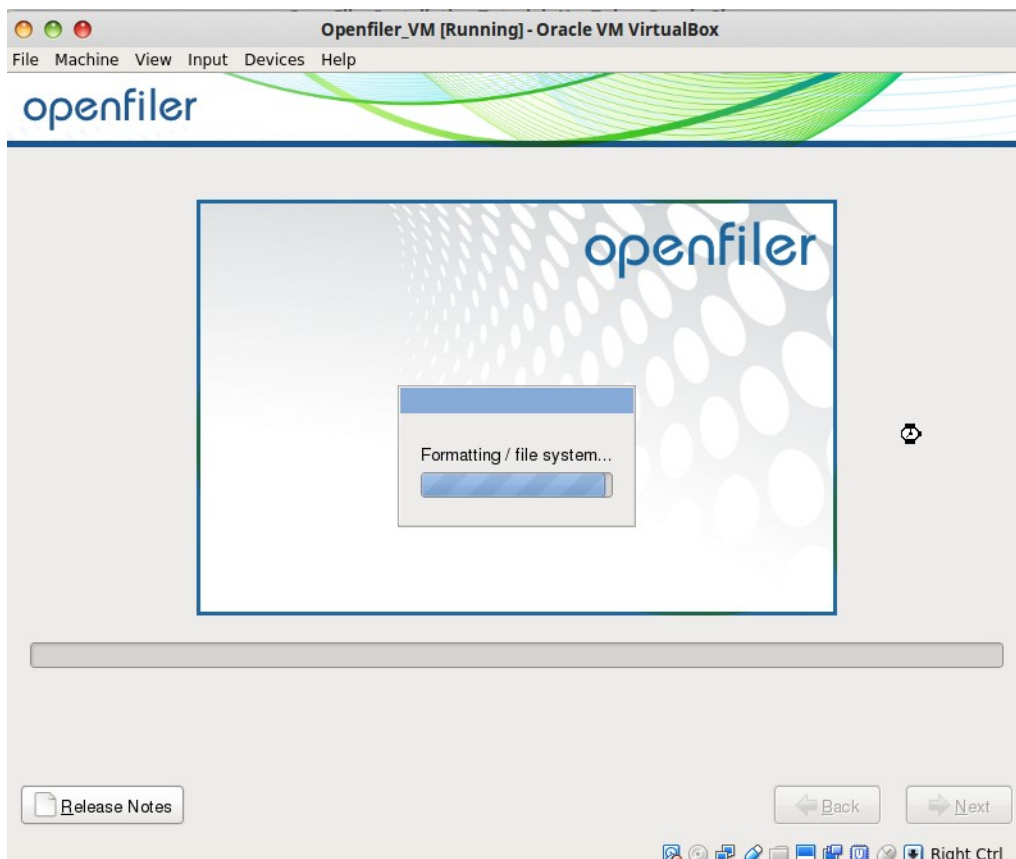 Openfiler_VM [Running] - Oracle VM VirtualBox
File Machine View Input Devices Help
openfiler
openfiler
Formatting / file system...
Release Notes
Back
Next
Right Ctrl